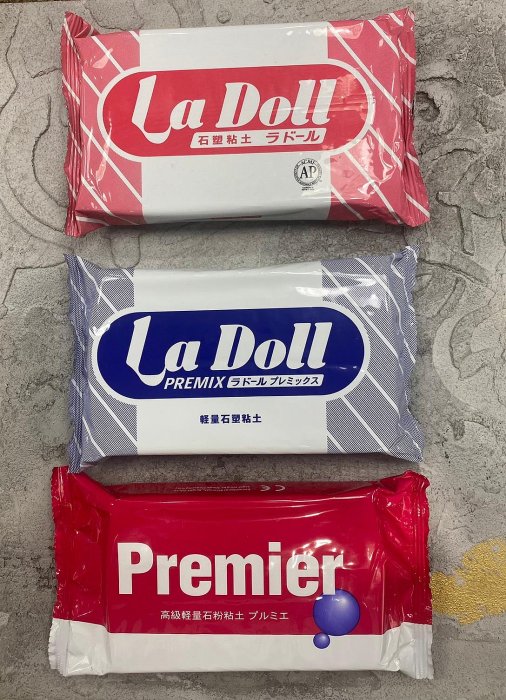 La Doll
石塑粘土 ラドール
AP
La Doll
PREMIX ラドール プレミックス
軽量石塑粘土
CE
Premier
高級軽量石粉粘土 プルミエ